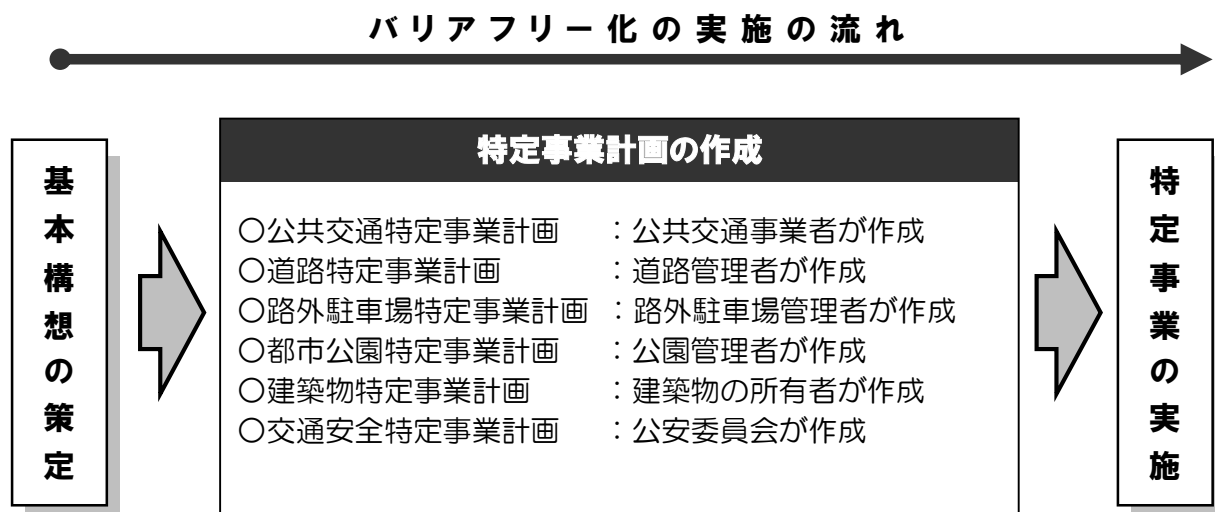 バリアフリー化の実施の流れ
基本構想の策定
特定事業計画の作成
〇公共交通特定事業計画　：公共交通事業者が作成
〇道路特定事業計画　：道路管理者が作成
〇路外駐車場特定事業計画　：路外駐車場管理者が作成
〇都市公園特定事業計画　：公園管理者が作成
〇建築物特定事業計画　：建築物の所有者が作成
〇交通安全特定事業計画　：公安委員会が作成
特定事業の実施